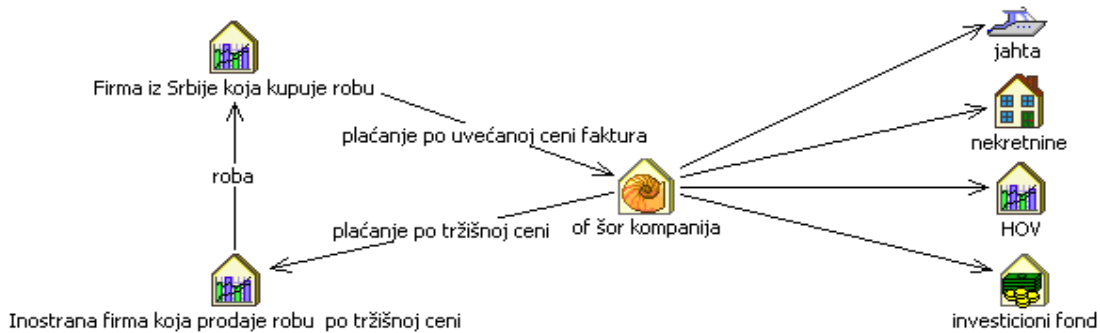 jahta
Firma iz Srbije koja kupuje robu
plaćanje po uvećanoj ceni faktura
nekretnine
roba
plaćanje po tržišnoj ceni
of šor kompanija
HOV
Inostrana firma koja prodaje robu po tržišnoj ceni
investicioni fond